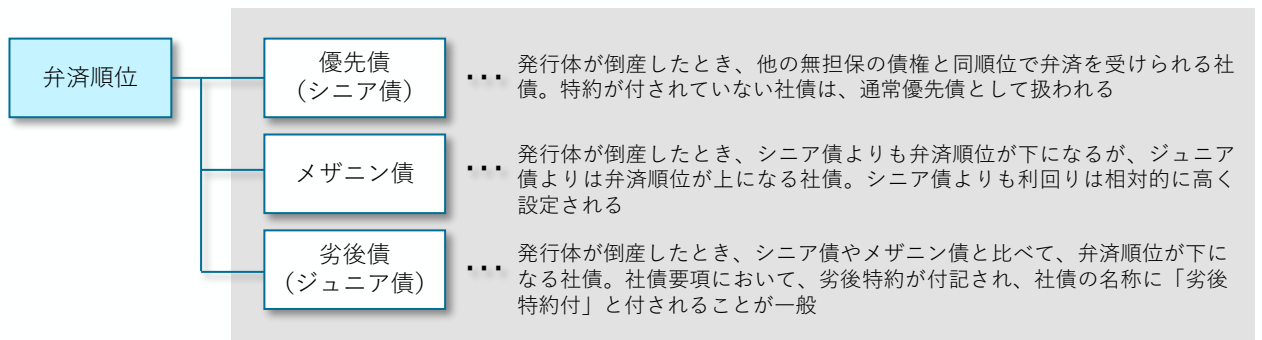 弁済順位
優先債
(シニア債)
･･･
発行体が倒産したとき、他の無担保の債権と同順位で弁済を受けられる社
債。特約が付されていない社債は、通常優先債として扱われる
メザニン債
･･･
発行体が倒産したとき、シニア債よりも弁済順位が下になるが、ジュニア
債よりは弁済順位が上になる社債。シニア債よりも利回りは相対的に高く
設定される
劣後債
(ジュニア債)
･･･
発行体が倒産したとき、シニア債やメザニン債と比べて、弁済順位が下に
なる社債。社債要項において、劣後特約が付記され、社債の名称に「劣後
特約付」と付されることが一般